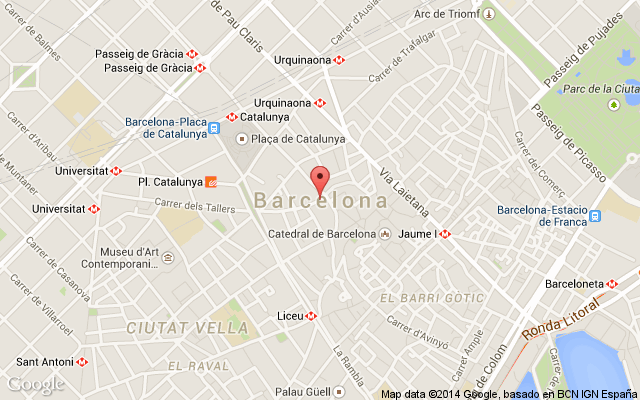 Arc de Triomf
Carrer d'Ausiàs
Carrer de Balmes
de Pau Claris
Passeig de Gràcia
Passeig de Gràcia
Urquinaona
Carrer de Trafalgar
Passeig de Pujades
Parc de la Ciuta
Urquinaona
Catalunya
Barcelona-Placa
de Catalunya
Plaça de Catalunya
Carrer d'Aribau
Passeig de Picasso
Carrer del Comerç
Universitat
Pl. Catalunya
Muntaner
Via Laietana
Barcelona
Universitat
Carrer dels Tallers
Barcelona-Estacio
de Franca
Catedral de Barcelona
Jaume I
Museu d'Art
Contemporani...
Carrer de Casanova
Barceloneta
EL BARRI GÒTIC
Ronda Litoral
Carrer de Villarroel
Liceu
CIUTAT VELLA
Carrer d'Avinyó
Carrer Ample
Sant Antoni
EL RAVAL
La Rambla
de Colom
Google
Palau Güell
Map data ©2014 Google, basado en BCN IGN España